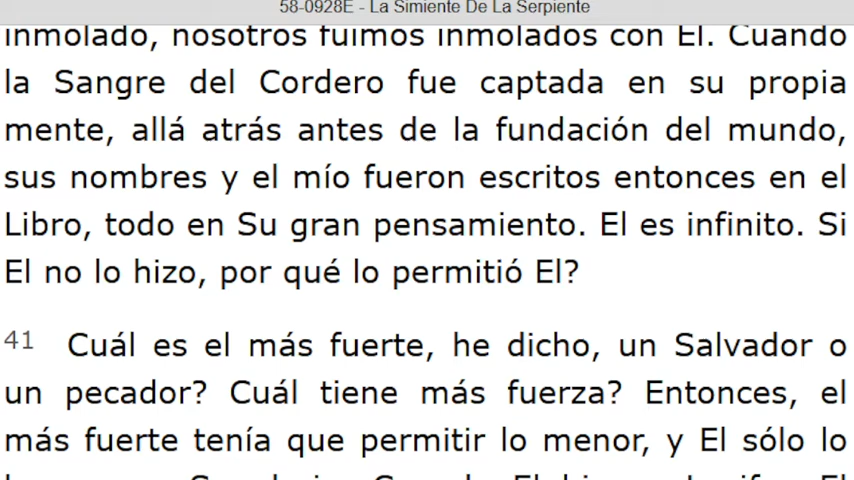 58-0928E - La Simiente De La Serpiente
inmolado, nosotros fuimos inmolados con El. Cuando
la Sangre del Cordero fue captada en su propia
mente, allá atrás antes de la fundación del mundo,
sus nombres y el mío fueron escritos entonces en el
Libro, todo en Su gran pensamiento. El es infinito. Si
El no lo hizo, por qué lo permitió El?
41 Cuál es el más fuerte, he dicho, un Salvador o
un pecador? Cuál tiene más fuerza? Entonces, el
más fuerte tenía que permitir lo menor, y El sólo lo